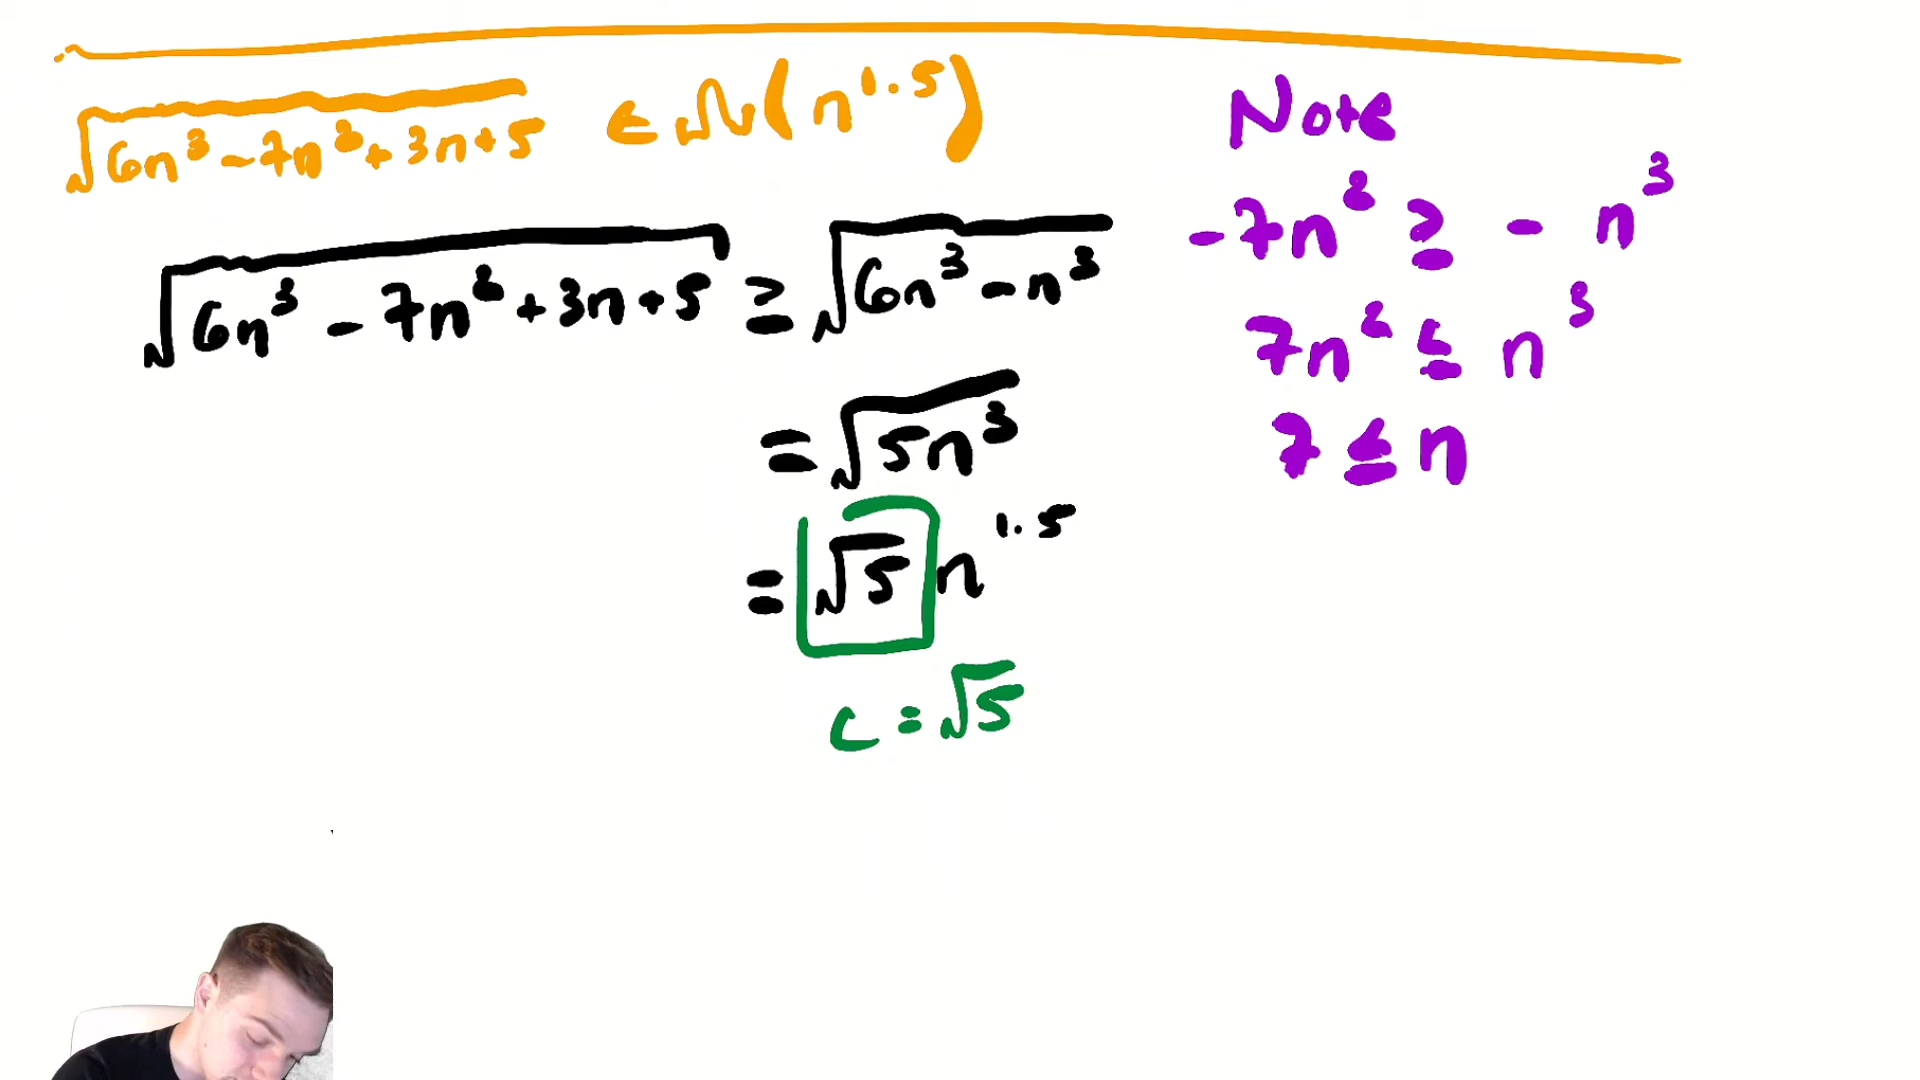 √(6n³ - 7n² + 3n + 5) ∈ Ω(n^1.5)
√(6n³ - 7n² + 3n + 5) ≥ √(6n³ - n³)
= √(5n³)
= √5 n^1.5
c = √5
Note
-7n² ≥ - n³
7n² ≤ n³
7 ≤ n